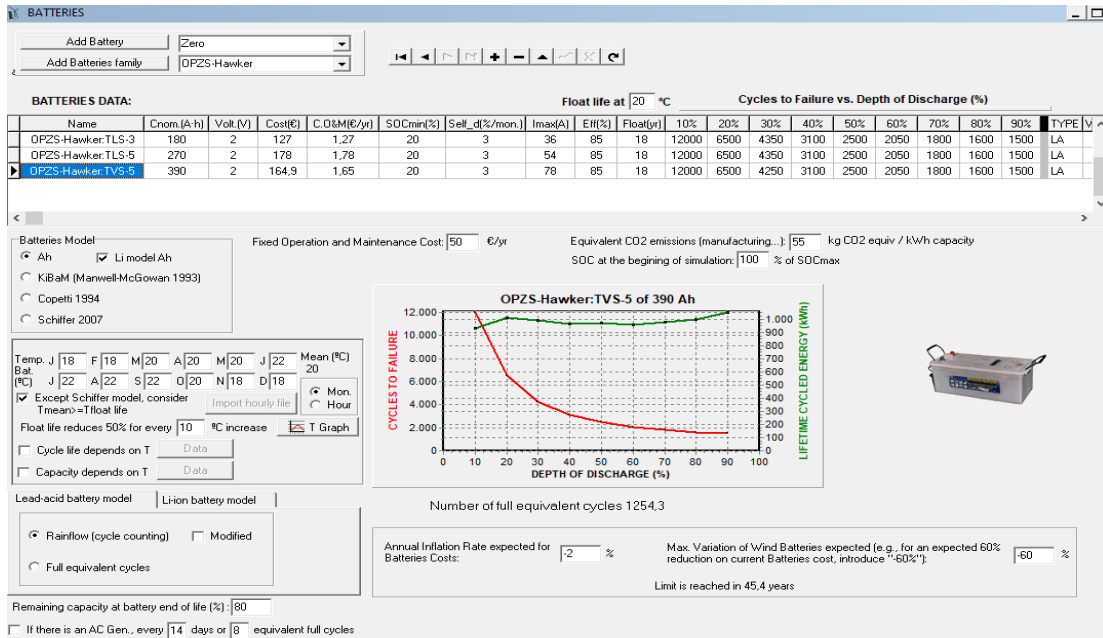 BATTERIES
Add Battery Zero
Add Batteries family OPZS-Hawker
BATTERIES DATA: Float life at 20 ºC Cycles to Failure vs. Depth of Discharge (%)
Name Cnom.(A·h) Volt.(V) Cost(€) C.O&M(€/yr) SOCmin(%) Self_d(%/mon.) Imax(A) Eff(%) Float(yr) 10% 20% 30% 40% 50% 60% 70% 80% 90% TYPE V
OPZS-Hawker:TLS-3 180 2 127 1,27 20 3 36 85 18 12000 6500 4350 3100 2500 2050 1800 1600 1500 LA
OPZS-Hawker:TLS-5 270 2 178 1,78 20 3 54 85 18 12000 6500 4350 3100 2500 2050 1800 1600 1500 LA
OPZS-Hawker:TVS-5 390 2 164,9 1,65 20 3 78 85 18 12000 6500 4250 3100 2500 2050 1800 1600 1500 LA
Batteries Model
Ah Li model Ah
KiBaM (Manwell-McGowan 1993)
Copetti 1994
Schiffer 2007
Fixed Operation and Maintenance Cost: 50 €/yr
Equivalent CO2 emissions (manufacturing...): 55 kg CO2 equiv / kWh capacity
SOC at the begining of simulation: 100 % of SOCmax
Temp. J 18 F 18 M 20 A 20 M 20 J 22 Mean (ºC)
Bat. 20
(ºC) J 22 A 22 S 22 O 20 N 18 D 18
Except Schiffer model, consider
Tmean>=Tfloat life
Import hourly file
Mon.
Hour
Float life reduces 50% for every 10 ºC increase T Graph
Cycle life depends on T Data
Capacity depends on T Data
OPZS-Hawker:TVS-5 of 390 Ah
CYCLES TO FAILURE
12.000
10.000
8.000
6.000
4.000
2.000
0
0 10 20 30 40 50 60 70 80 90 100
DEPTH OF DISCHARGE (%)
1.000
900
800
700
600
500
400
300
200
100
0
LIFETIME CYCLED ENERGY (kWh)
Number of full equivalent cycles 1254,3
Lead-acid battery model Li-ion battery model
Rainflow (cycle counting) Modified
Full equivalent cycles
Annual Inflation Rate expected for
Batteries Costs: -2 %
Max. Variation of Wind Batteries expected (e.g., for an expected 60%
reduction on current Batteries cost, introduce "-60%"): -60 %
Limit is reached in 45,4 years
Remaining capacity at battery end of life (%) : 80
If there is an AC Gen., every 14 days or 8 equivalent full cycles